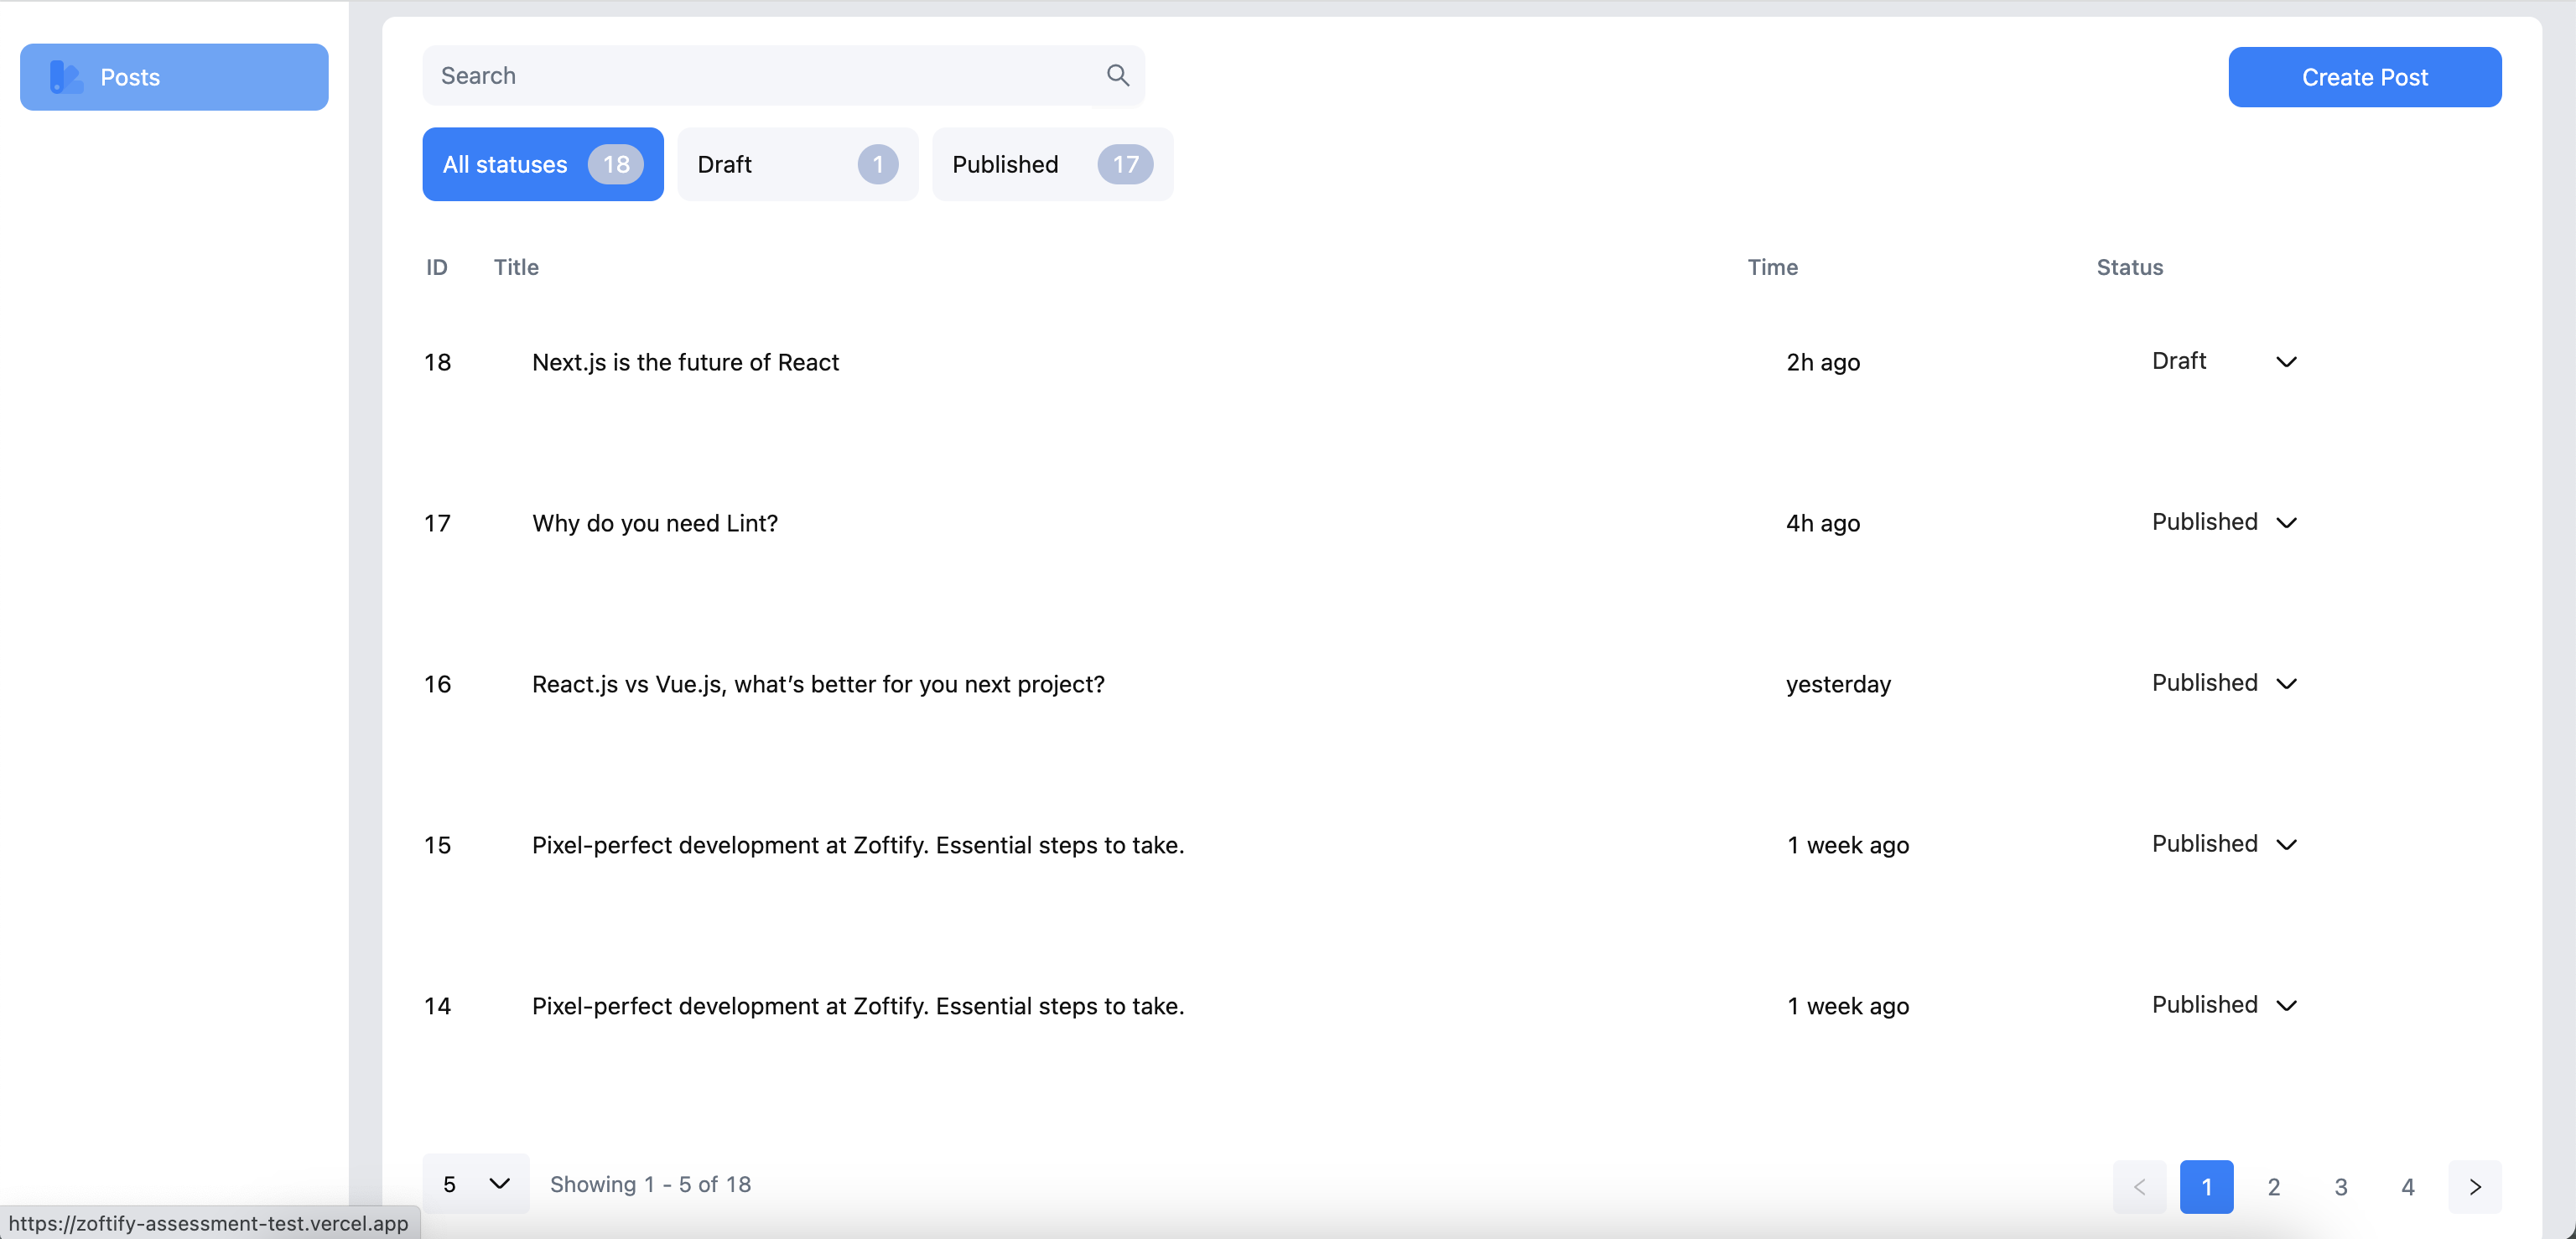 Posts
Search
Create Post
All statuses 18 Draft 1 Published 17
ID Title Time Status
18 Next.js is the future of React 2h ago Draft
17 Why do you need Lint? 4h ago Published
16 React.js vs Vue.js, what’s better for you next project? yesterday Published
15 Pixel-perfect development at Zoftify. Essential steps to take. 1 week ago Published
14 Pixel-perfect development at Zoftify. Essential steps to take. 1 week ago Published
5 Showing 1 - 5 of 18 < 1 2 3 4 >
https://zoftify-assessment-test.vercel.app